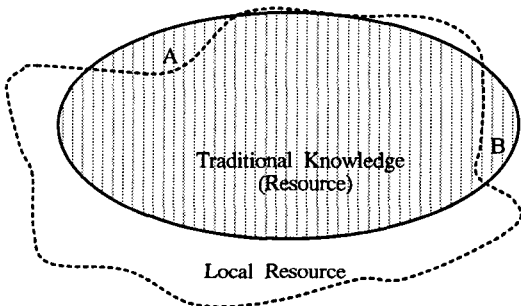 A
B
Traditional Knowledge
(Resource)
Local Resource